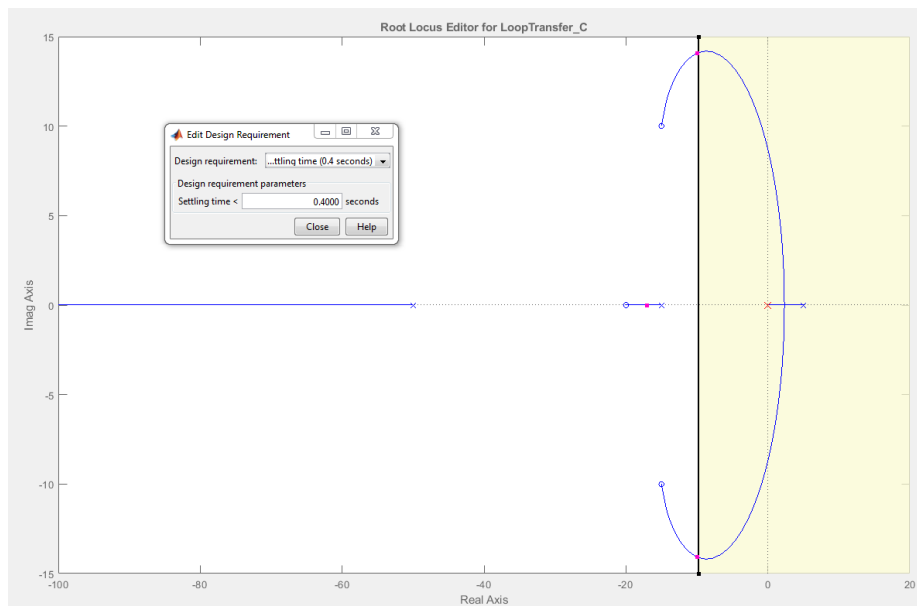 Root Locus Editor for LoopTransfer_C
15
10
5
0
-5
-10
-15
Imag Axis
-100
-80
-60
-40
-20
0
20
Real Axis
Edit Design Requirement
Design requirement: ...ttling time (0.4 seconds)
Design requirement parameters
Settling time < 0.4000 seconds
Close Help